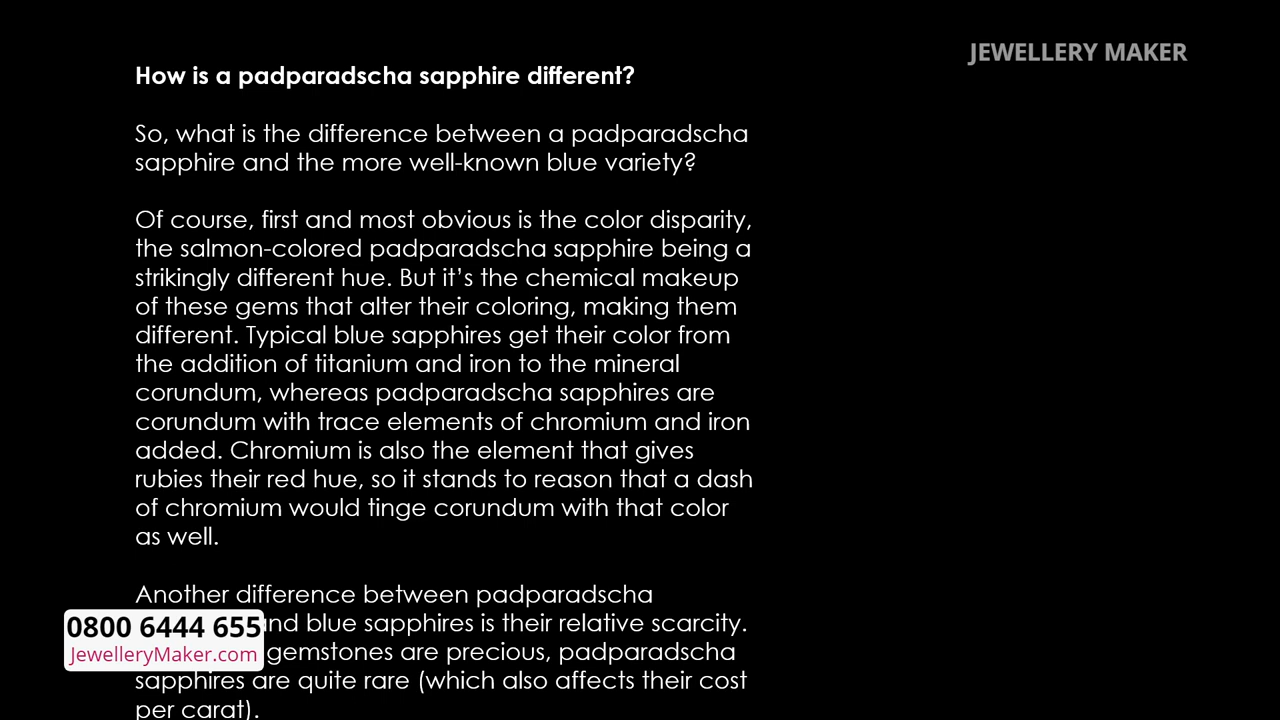 JEWELLERY MAKER
How is a padparadscha sapphire different?
So, what is the difference between a padparadscha
sapphire and the more well-known blue variety?
Of course, first and most obvious is the color disparity,
the salmon-colored padparadscha sapphire being a
strikingly different hue. But it’s the chemical makeup
of these gems that alter their coloring, making them
different. Typical blue sapphires get their color from
the addition of titanium and iron to the mineral
corundum, whereas padparadscha sapphires are
corundum with trace elements of chromium and iron
added. Chromium is also the element that gives
rubies their red hue, so it stands to reason that a dash
of chromium would tinge corundum with that color
as well.
Another difference between padparadscha
and blue sapphires is their relative scarcity.
gemstones are precious, padparadscha
sapphires are quite rare (which also affects their cost
per carat).
0800 6444 655
JewelleryMaker.com